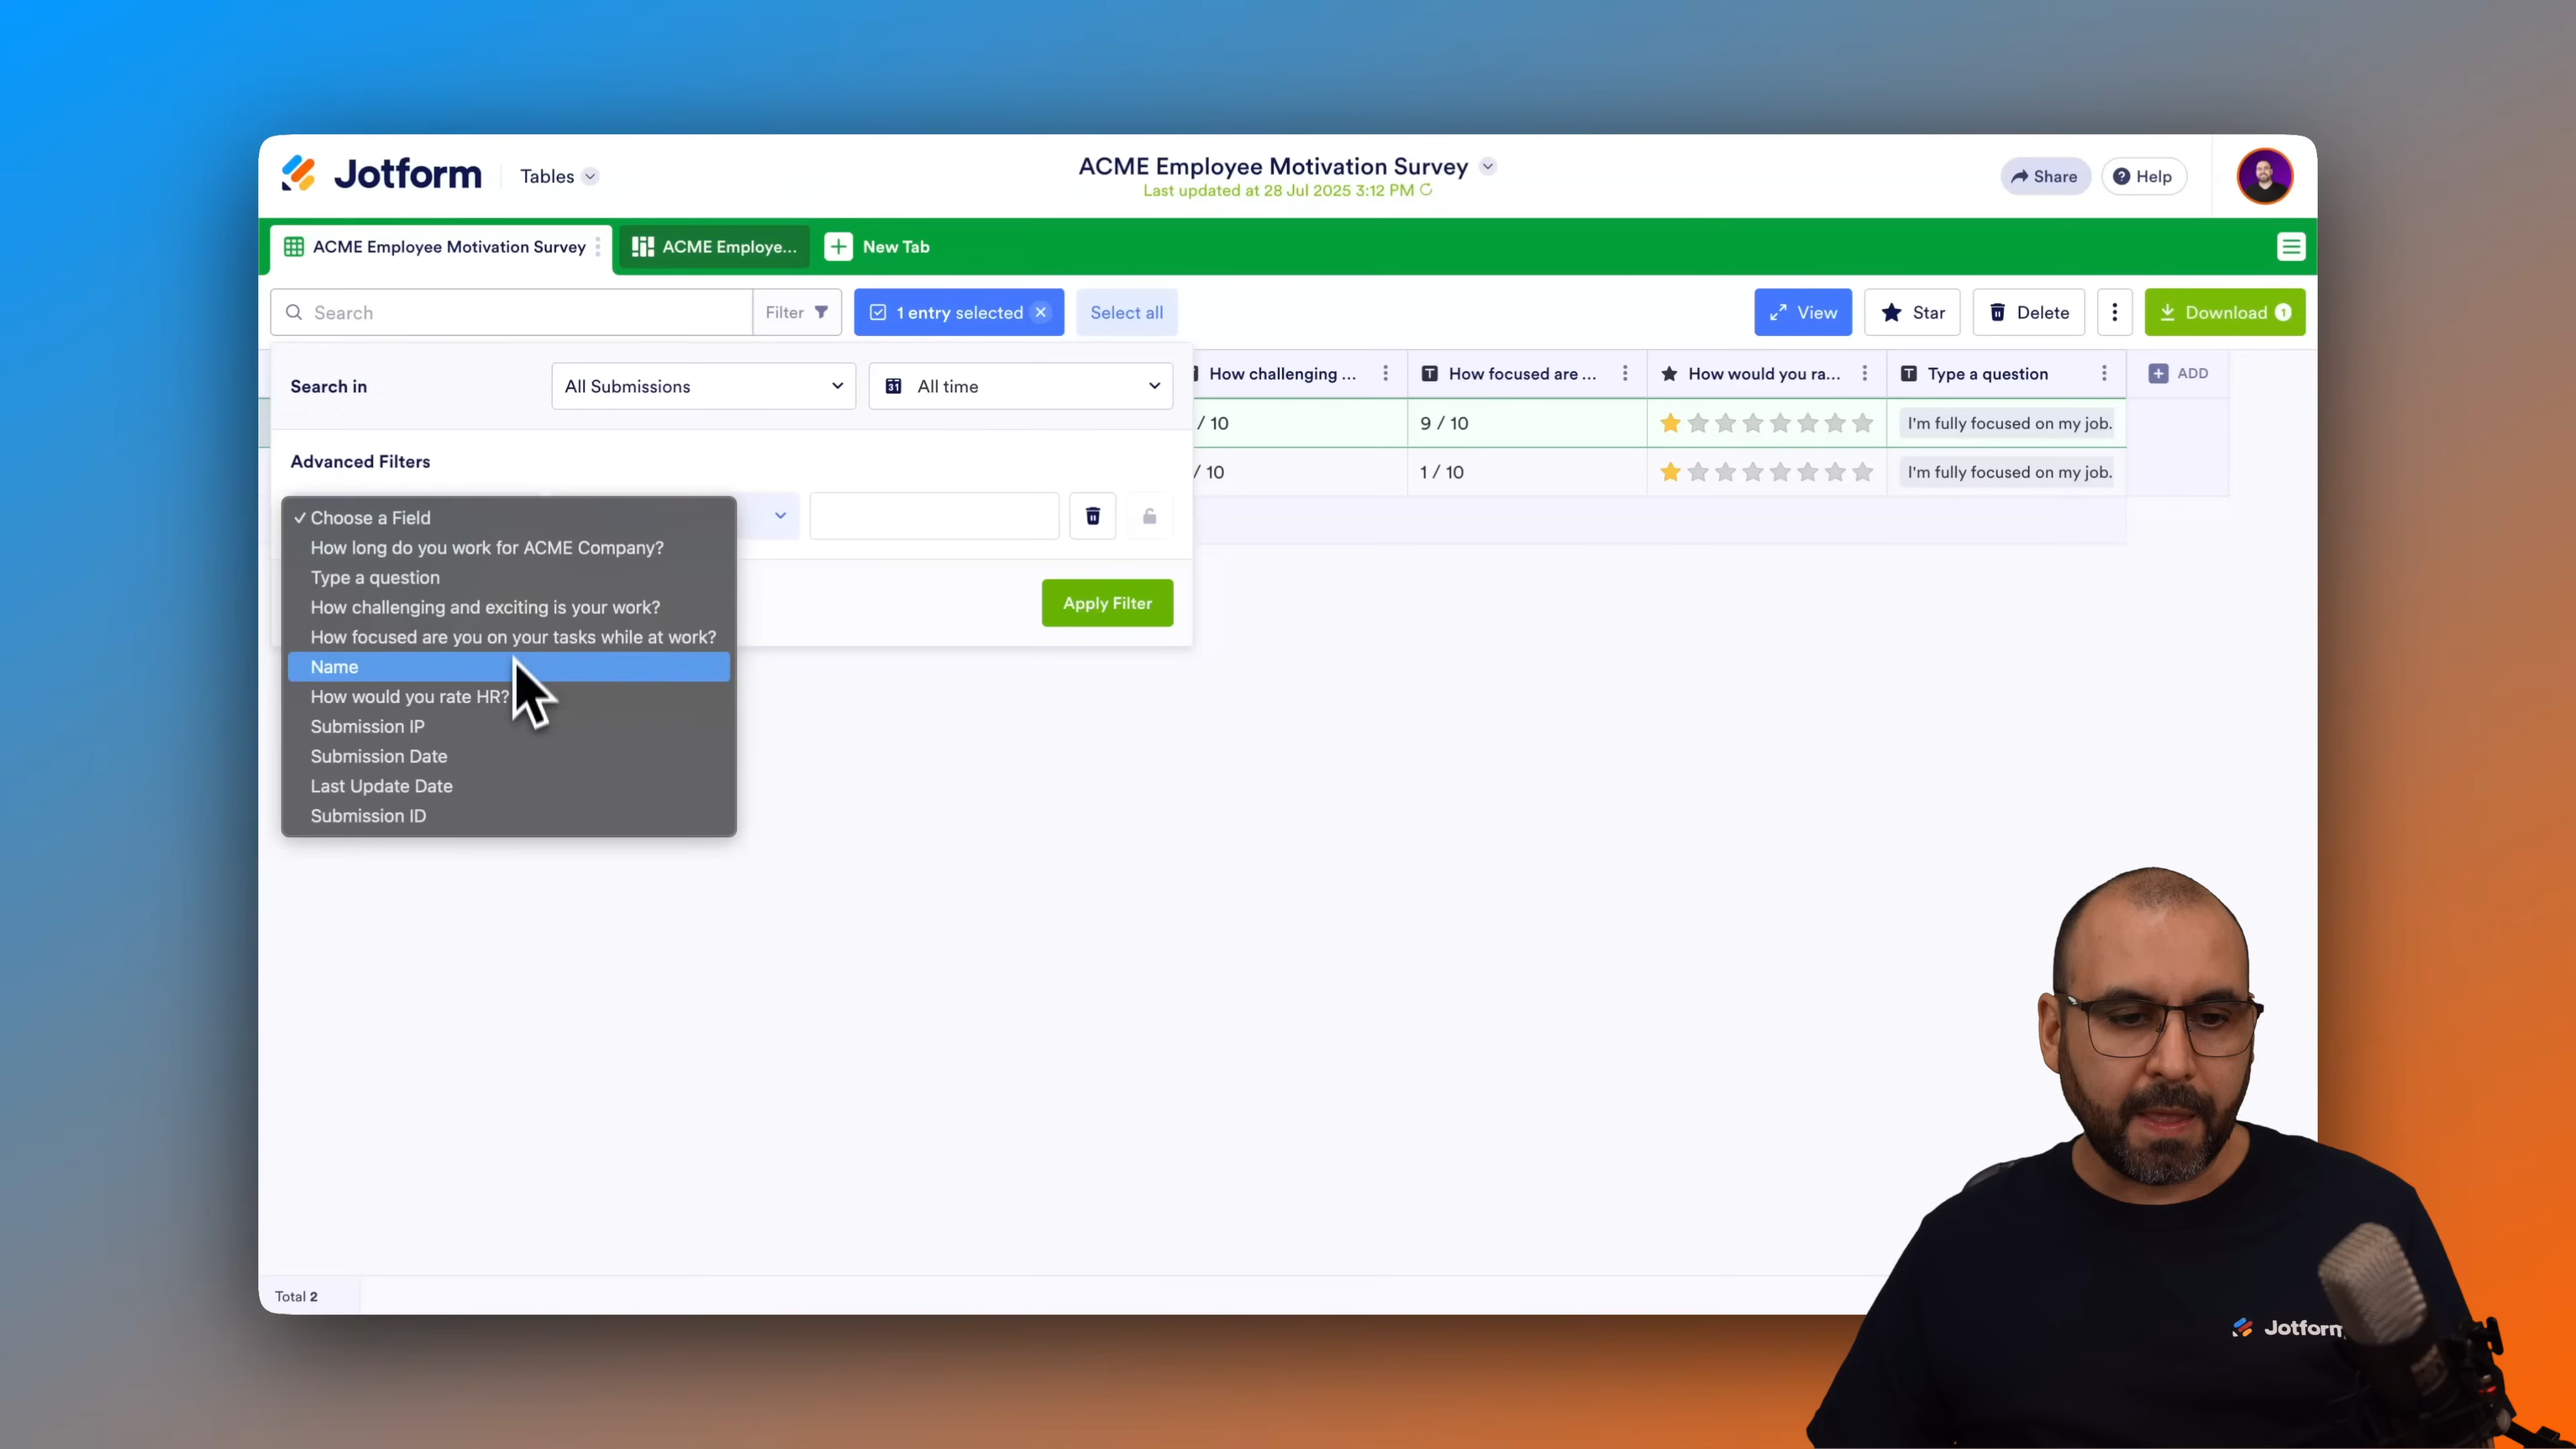 Jotform
Tables
ACME Employee Motivation Survey
Last updated at 28 Jul 2025 3:12 PM
Share
Help
ACME Employee Motivation Survey
ACME Employe...
New Tab
Search
Filter
1 entry selected
Select all
View
Star
Delete
Download 1
Search in
All Submissions
31 All time
How challenging ...
How focused are ...
How would you ra...
Type a question
ADD
/ 10
9 / 10
I'm fully focused on my job.
/ 10
1 / 10
I'm fully focused on my job.
Advanced Filters
Choose a Field
How long do you work for ACME Company?
Type a question
How challenging and exciting is your work?
How focused are you on your tasks while at work?
Name
How would you rate HR?
Submission IP
Submission Date
Last Update Date
Submission ID
Apply Filter
Total 2
Jotform